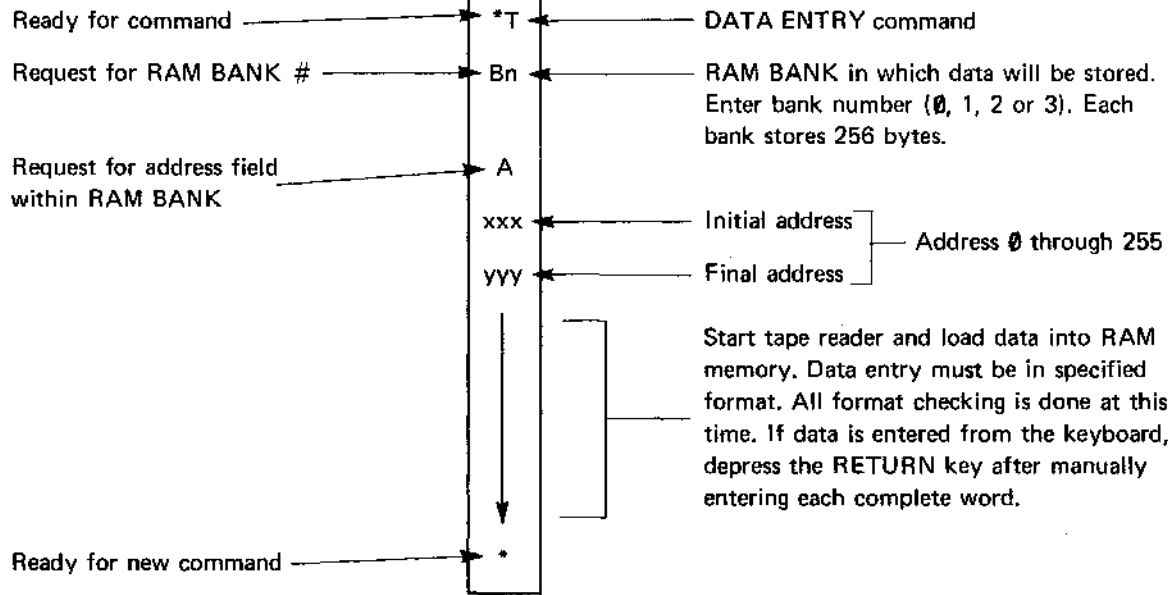 Ready for command
*T
DATA ENTRY command
Request for RAM BANK #
Bn
RAM BANK in which data will be stored.
Enter bank number (0, 1, 2 or 3). Each
bank stores 256 bytes.
Request for address field
within RAM BANK
A
xxx
Initial address
Address 0 through 255
yyy
Final address
Start tape reader and load data into RAM
memory. Data entry must be in specified
format. All format checking is done at this
time. If data is entered from the keyboard,
depress the RETURN key after manually
entering each complete word.
Ready for new command
*